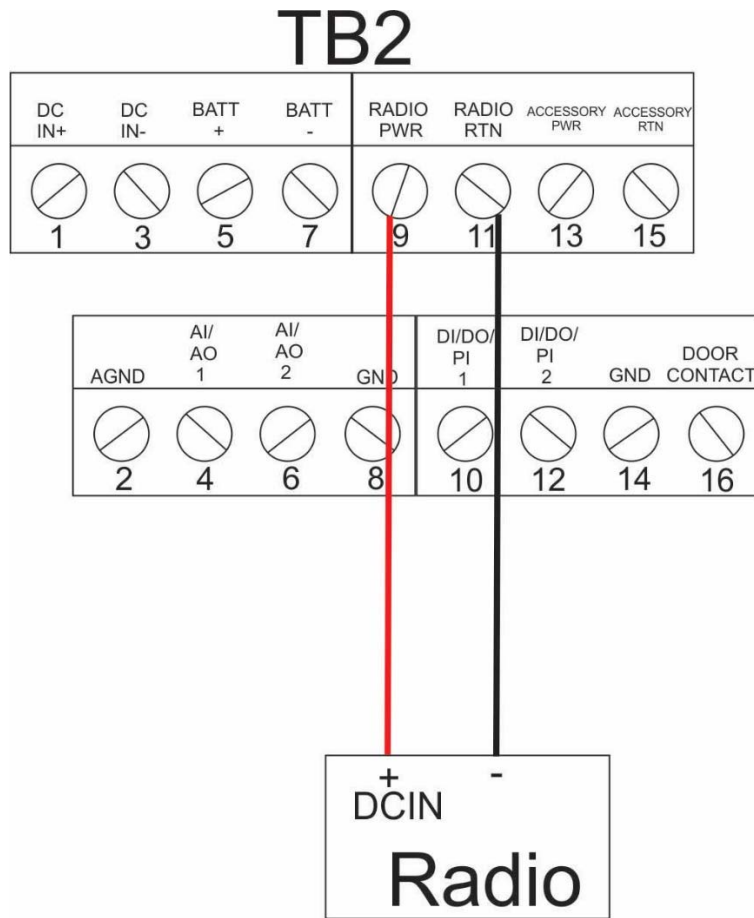 TB2
DC IN+
DC IN-
BATT +
BATT -
RADIO PWR
RADIO RTN
ACCESSORY PWR
ACCESSORY RTN
1 3 5 7 9 11 13 15
AGND
AI/ AO 1
AI/ AO 2
GND
DI/DO/ PI 1
DI/DO/ PI 2
GND
DOOR CONTACT
2 4 6 8 10 12 14 16
+ -
DCIN
Radio